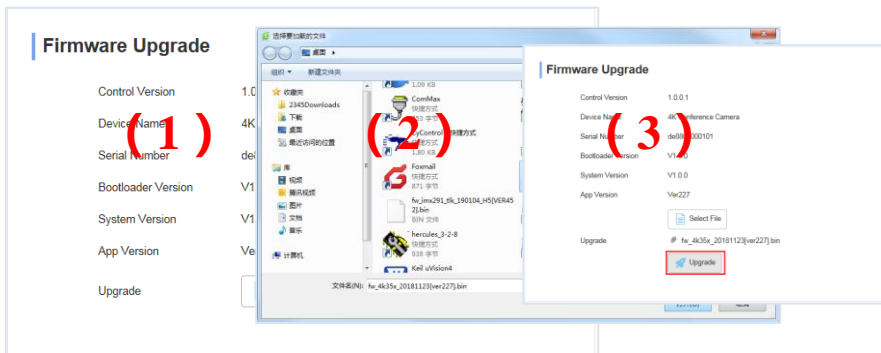 Firmware Upgrade
Control Version 1.0
Device Name 4K
Serial Number de8
Bootloader Version V1
System Version V1
App Version Ve
Upgrade
(1)
选择要加载的文件
桌面
组织 新建文件夹
收藏夹
2345Downloads
下载
桌面
最近访问的位置
库
视频
腾讯视频
图片
文档
音乐
计算机
1.09 KB
ComMax
快捷方式
953 字节
快捷方式
1.80 KB
Foxmail
快捷方式
871 字节
fw_imx291_tlk_190104_H5[VER45
2].bin
BIN 文件
hercules_3-2-8
快捷方式
938 字节
Keil uVision4
文件名(N): fw_4k35x_20181123[ver227].bin
(2)
Firmware Upgrade
Control Version 1.0.0.1
Device Name 4K Conference Camera
Serial Number
Bootloader Version V1.0.0
System Version V1.0.0
App Version Ver227
Select File
Upgrade fw_4k35x_20181123[ver227].bin
Upgrade
(3)